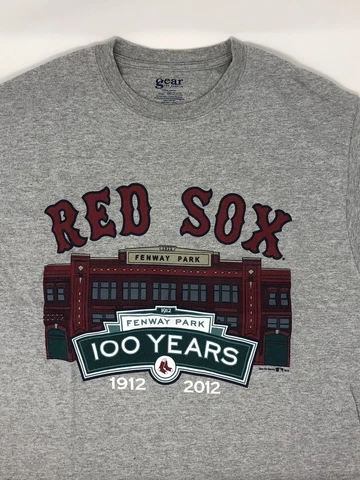 gear
RED SOX
FENWAY PARK
1912
FENWAY PARK
100 YEARS
1912 2012